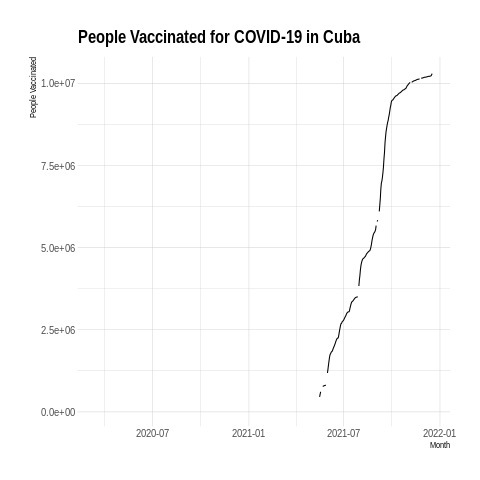 People Vaccinated for COVID-19 in Cuba
People Vaccinated
1.0e+07
7.5e+06
5.0e+06
2.5e+06
0.0e+00
2020-07
2021-01
2021-07
2022-01
Month